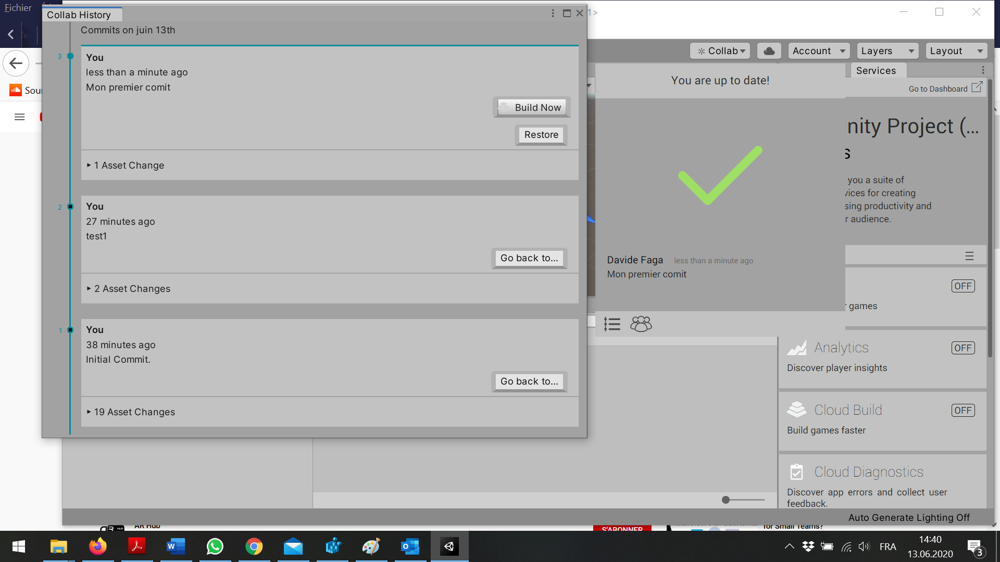 Fichier
Collab History
1>
Commits on juin 13th
3
You
less than a minute ago
Mon premier comit
Build Now
Restore
1 Asset Change
2
You
27 minutes ago
test1
Go back to...
2 Asset Changes
1
You
38 minutes ago
Initial Commit.
Go back to...
19 Asset Changes
Sou
Collab
Account
Layers
Layout
You are up to date!
Davide Faga less than a minute ago
Mon premier comit
Services
Go to Dashboard
nity Project (...
s
you a suite of
vices for creating
sing productivity and
r audience.
OFF
r games
Analytics
OFF
Discover player insights
Cloud Build
OFF
Build games faster
Cloud Diagnostics
Discover app errors and collect user
feedback.
Auto Generate Lighting Off
AR Hub
S'ABONNER
for Small Teams?
FRA
14:40
13.06.2020
3